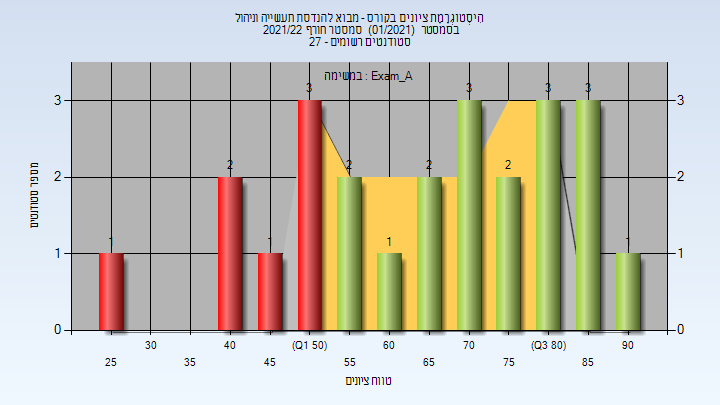 היסטוגרמת ציונים בקורס - מבוא להנדסת תעשייה וניהול
בסמסטר (01/2021) סמסטר חורף 2021/22
סטודנטים רשומים - 27
במשימה : Exam_A
3 3 3 3
3 3
2 2 2 2
מספר סטודנטים
2 2
1 1 1 1
1 1
0 0
30 40 (Q1 50) 60 70 (Q3 80) 90
25 35 45 55 65 75 85
טווח ציונים